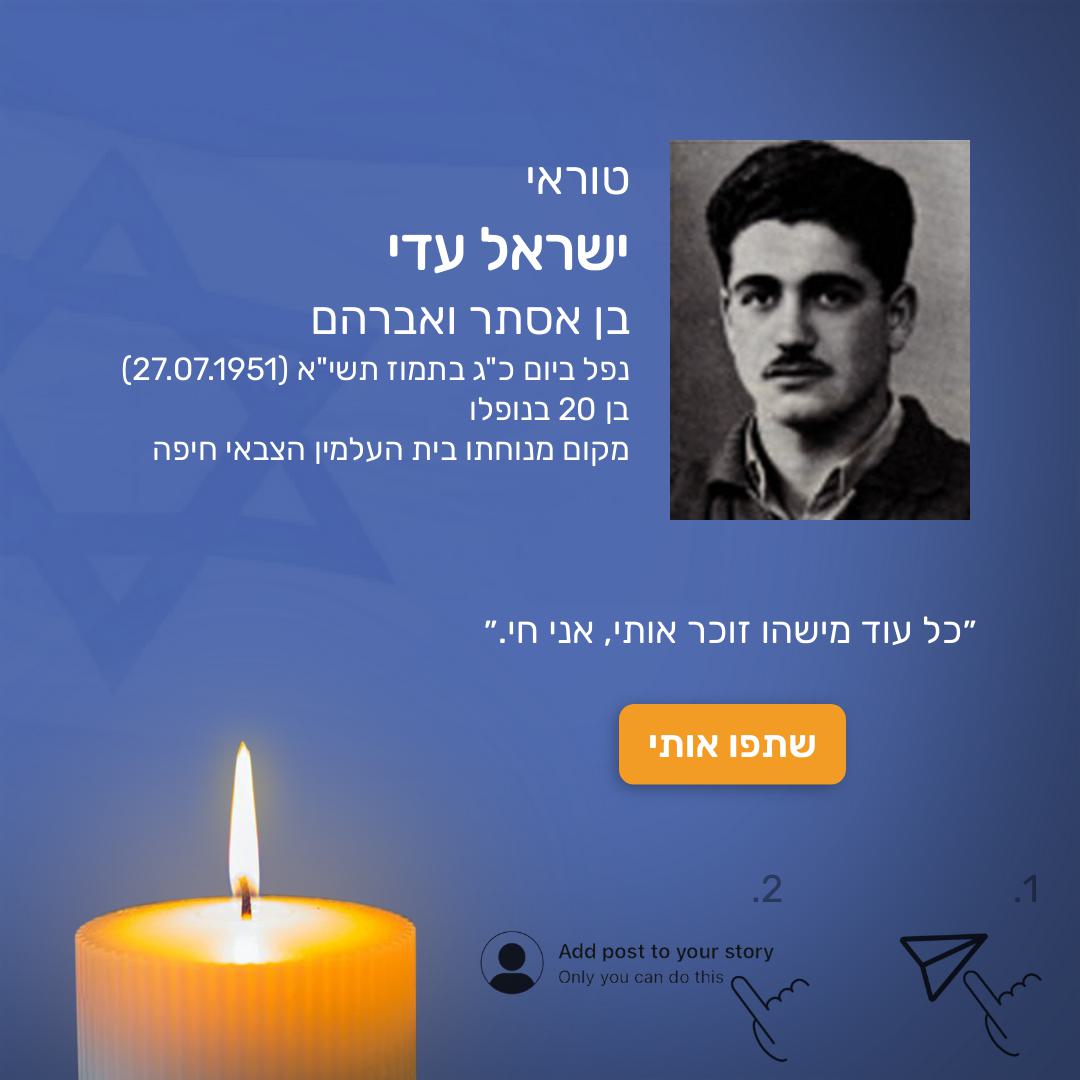 טוראי
ישראל עדי
בן אסתר ואברהם
נפל ביום כ"ג בתמוז תשי"א (27.07.1951)
בן 20 בנופלו
מקום מנוחתו בית העלמין הצבאי חיפה
״כל עוד מישהו זוכר אותי, אני חי.״
שתפו אותי
1.
2.
Add post to your story
Only you can do this